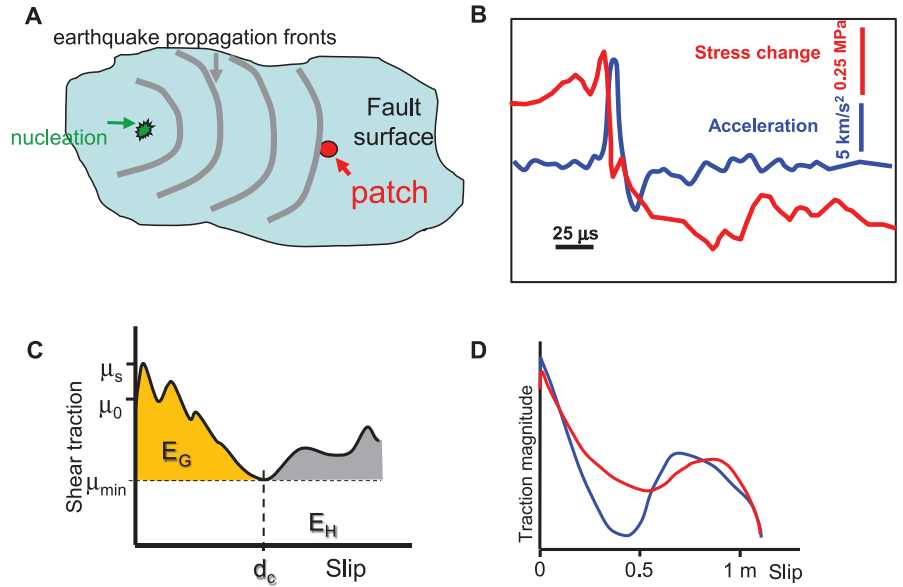 A
earthquake propagation fronts
nucleation
Fault
surface
patch
B
Stress change
0.25 MPa
Acceleration
5 km/s²
25 µs
C
Shear traction
μs
μ0
μmin
EG
EH
dc
Slip
D
Traction magnitude
0
0.5
1 m
Slip